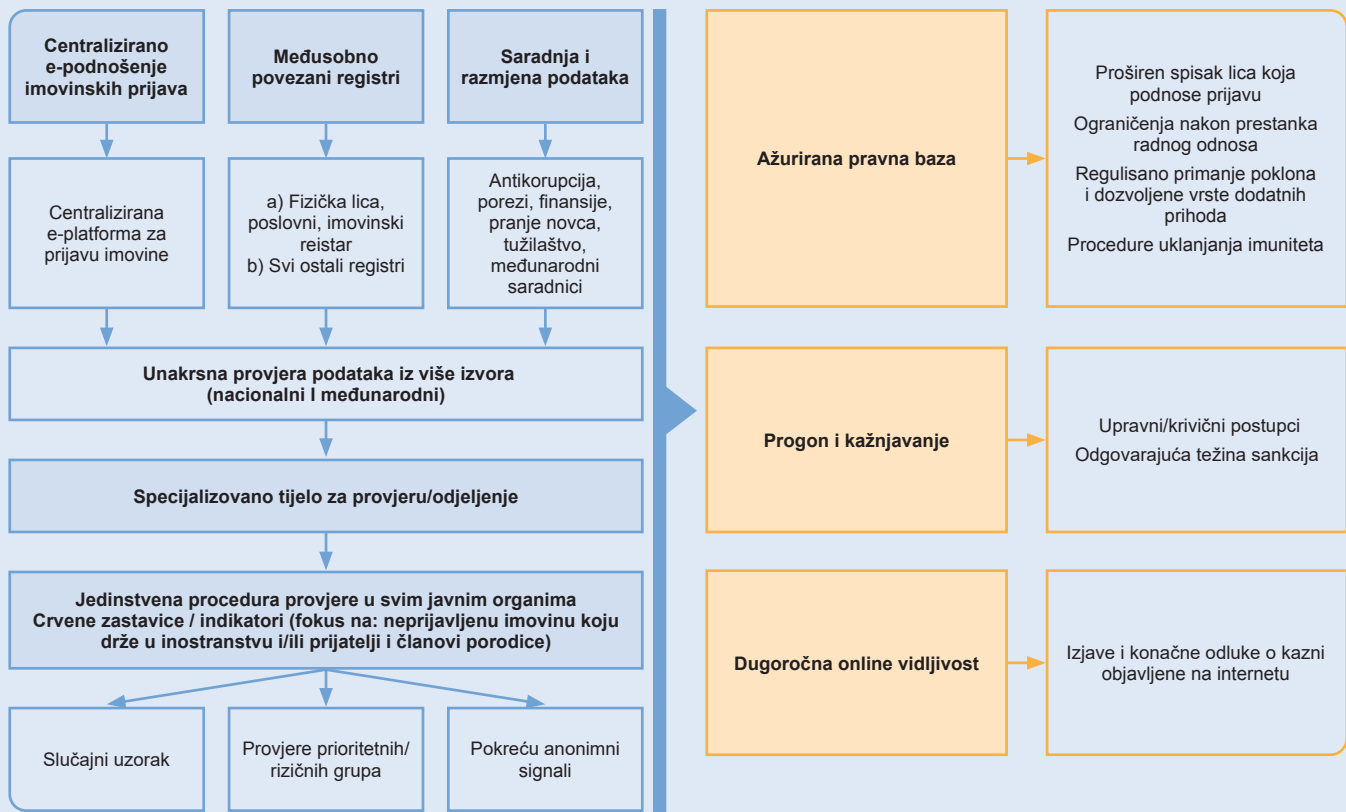 Centralizirano
e-podnošenje
imovinskih prijava
Međusobno
povezani registri
Saradnja i
razmjena podataka
Centralizirana
e-platforma za
prijavu imovine
a) Fizička lica,
poslovni, imovinski
reistar
b) Svi ostali registri
Antikorupcija,
porezi, finansije,
pranje novca,
tužilaštvo,
međunarodni
saradnici
Unakrsna provjera podataka iz više izvora
(nacionalni I međunarodni)
Specijalizovano tijelo za provjeru/odjeljenje
Jedinstvena procedura provjere u svim javnim organima
Crvene zastavice / indikatori (fokus na: neprijavljenu imovinu koju
drže u inostranstvu i/ili prijatelji i članovi porodice)
Slučajni uzorak
Provjere prioritetnih/
rizičnih grupa
Pokreću anonimni
signali
Ažurirana pravna baza
Proširen spisak lica koja
podnose prijavu
Ograničenja nakon prestanka
radnog odnosa
Regulisano primanje poklona
i dozvoljene vrste dodatnih
prihoda
Procedure uklanjanja imuniteta
Progon i kažnjavanje
Upravni/krivični postupci
Odgovarajuća težina sankcija
Dugoročna online vidljivost
Izjave i konačne odluke o kazni
objavljene na internetu